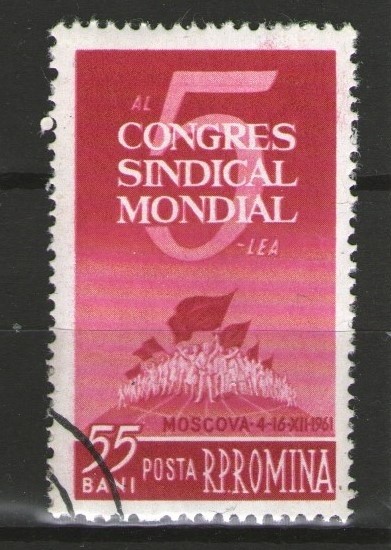 AL 5
CONGRES
SINDICAL
MONDIAL
-LEA
MOSCOVA·4-16·XII·1961
55 BANI POSTA R.P.ROMINA